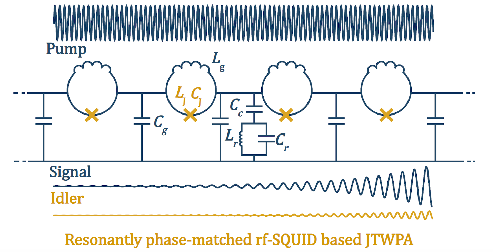 Pump
L_g
L_j C_j
C_g
C_c
L_r
C_r
Signal
Idler
Resonantly phase-matched rf-SQUID based JTWPA